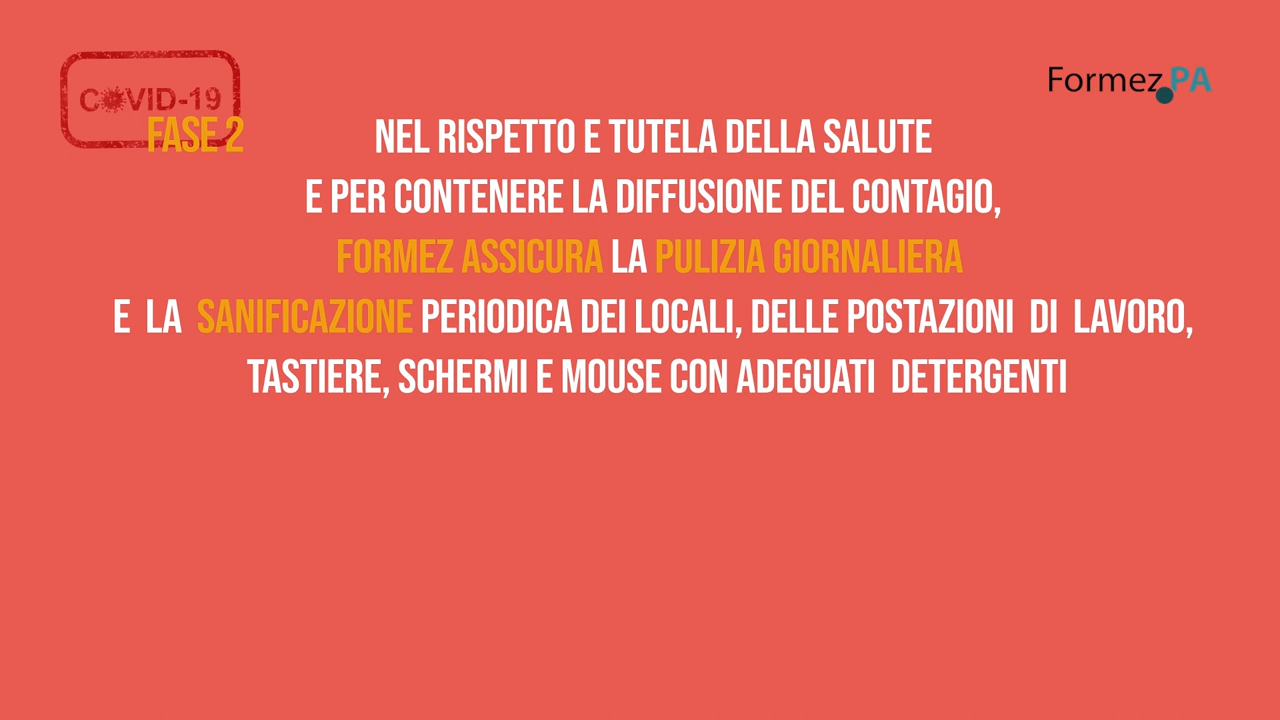 COVID-19
FASE 2
Formez PA
NEL RISPETTO E TUTELA DELLA SALUTE
E PER CONTENERE LA DIFFUSIONE DEL CONTAGIO,
FORMEZ ASSICURA LA PULIZIA GIORNALIERA
E LA SANIFICAZIONE PERIODICA DEI LOCALI, DELLE POSTAZIONI DI LAVORO,
TASTIERE, SCHERMI E MOUSE CON ADEGUATI DETERGENTI